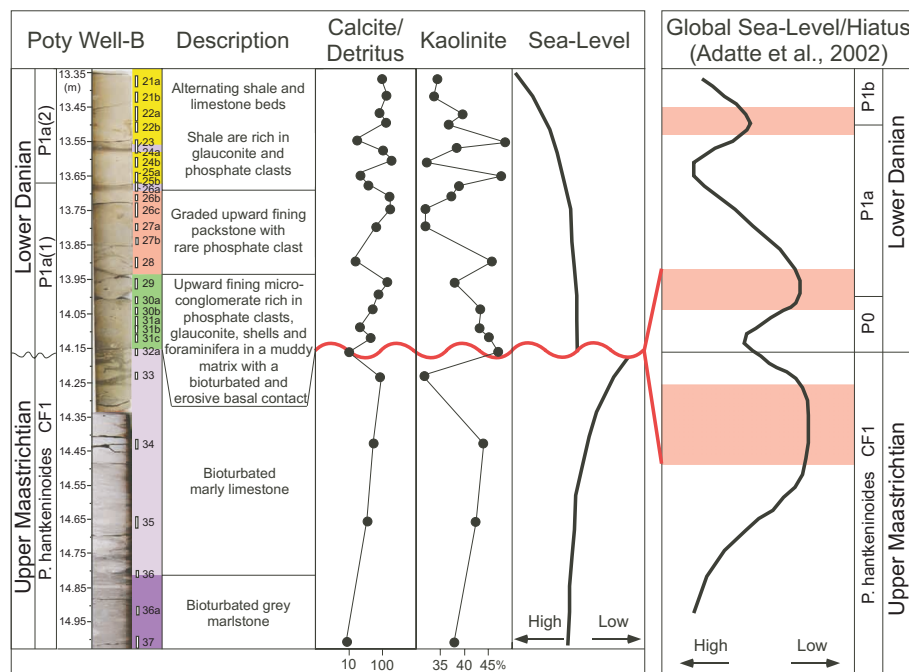 Poty Well-B
Description
Calcite/
Detritus
Kaolinite
Sea-Level
Global Sea-Level/Hiatus
(Adatte et al., 2002)
Lower Danian
Upper Maastrichtian
P1a(2)
P1a(1)
P. hantkeninoides CF1
13.35
(m)
13.45
13.55
13.65
13.75
13.85
13.95
14.05
14.15
14.25
14.35
14.45
14.55
14.65
14.75
14.85
14.95
21a
21b
22a
22b
23
24a
24b
25a
25b
26a
26b
26c
27a
27b
28
29
30a
30b
31a
31b
31c
32a
33
34
35
36
36a
37
Alternating shale and
limestone beds
Shale are rich in
glauconite and
phosphate clasts
Graded upward fining
packstone with
rare phosphate clast
Upward fining micro-
conglomerate rich in
phosphate clasts,
glauconite, shells and
foraminifera in a muddy
matrix with a
bioturbated and
erosive basal contact
Bioturbated
marly limestone
Bioturbated grey
marlstone
10 100
35 40 45%
High Low
High Low
P1b
P1a
P0
P. hantkeninoides CF1
Lower Danian
Upper Maastrichtian